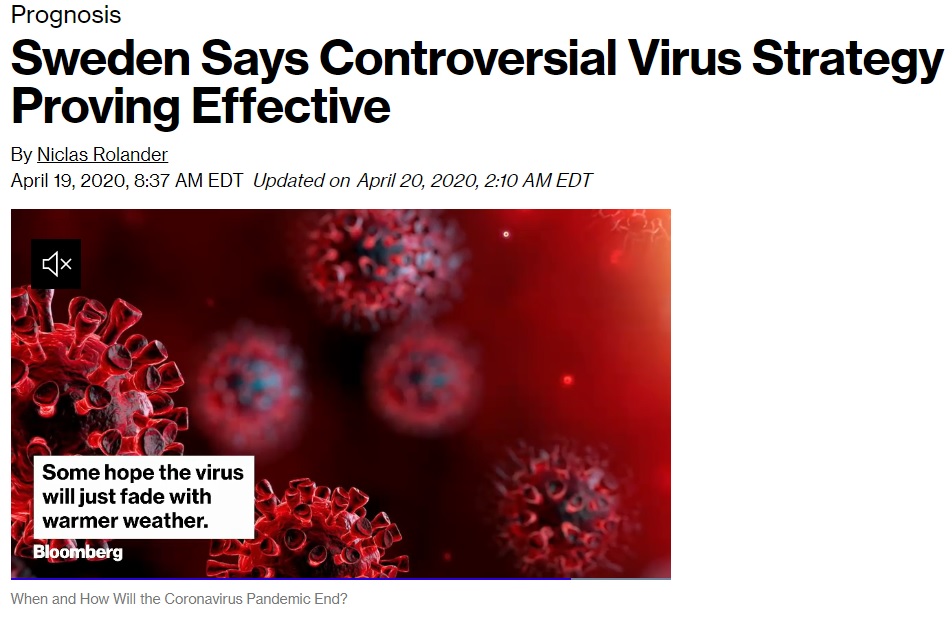 Prognosis
Sweden Says Controversial Virus Strategy
Proving Effective
By Niclas Rolander
April 19, 2020, 8:37 AM EDT Updated on April 20, 2020, 2:10 AM EDT
Some hope the virus
will just fade with
warmer weather.
Bloomberg
When and How Will the Coronavirus Pandemic End?